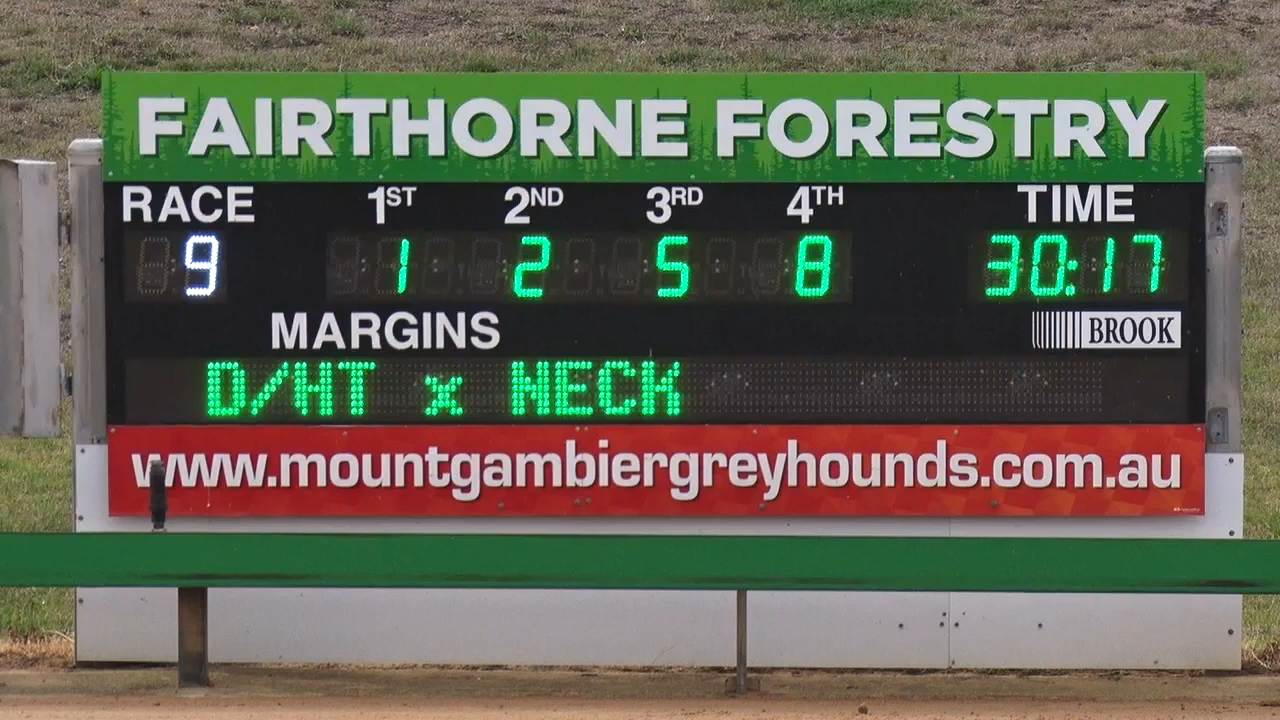 FAIRTHORNE FORESTRY
RACE 1ST 2ND 3RD 4TH TIME
9 1 2 5 8 30:17
MARGINS BROOK
D/HT x NECK
www.mountgambiergreyhounds.com.au